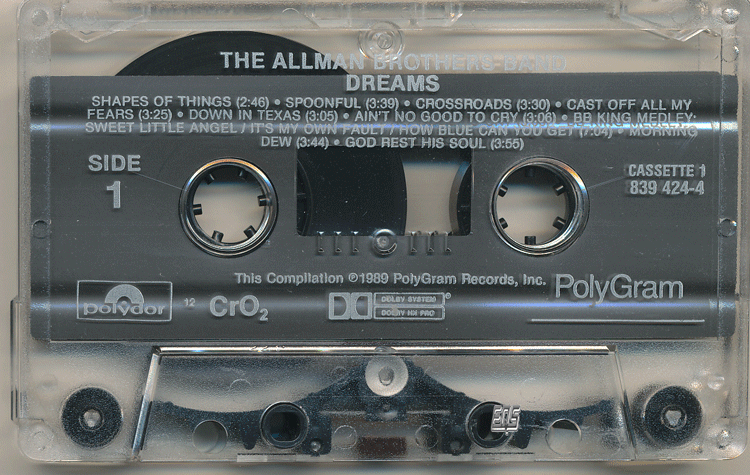 THE ALLMAN BROTHERS BAND
DREAMS
SHAPES OF THINGS (2:46) • SPOONFUL (3:39) • CROSSROADS (3:30) • CAST OFF ALL MY
FEARS (3:25) • DOWN IN TEXAS (3:05) • AIN'T NO GOOD TO CRY (3:06) • BB KING MEDLEY:
SWEET LITTLE ANGEL / IT'S MY OWN FAULT / HOW BLUE CAN YOU GET (7:04) • MORNING
DEW (3:44) • GOD REST HIS SOUL (3:55)
SIDE
1
CASSETTE 1
839 424-4
This Compilation ℗1989 PolyGram Records, Inc.
PolyGram
polydor
12
CrO₂
DOLBY SYSTEM®
DOLBY HX PRO